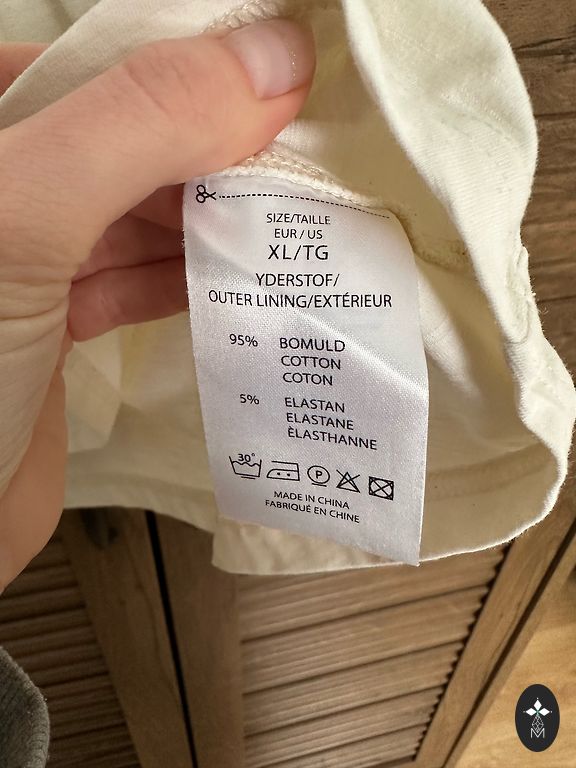 SIZE/TAILLE
EUR / US
XL/TG
YDERSTOF/
OUTER LINING/EXTÉRIEUR
95% BOMULD
COTTON
COTON
5% ELASTAN
ELASTANE
ÈLASTHANNE
30°
P
MADE IN CHINA
FABRIQUÉ EN CHINE
M